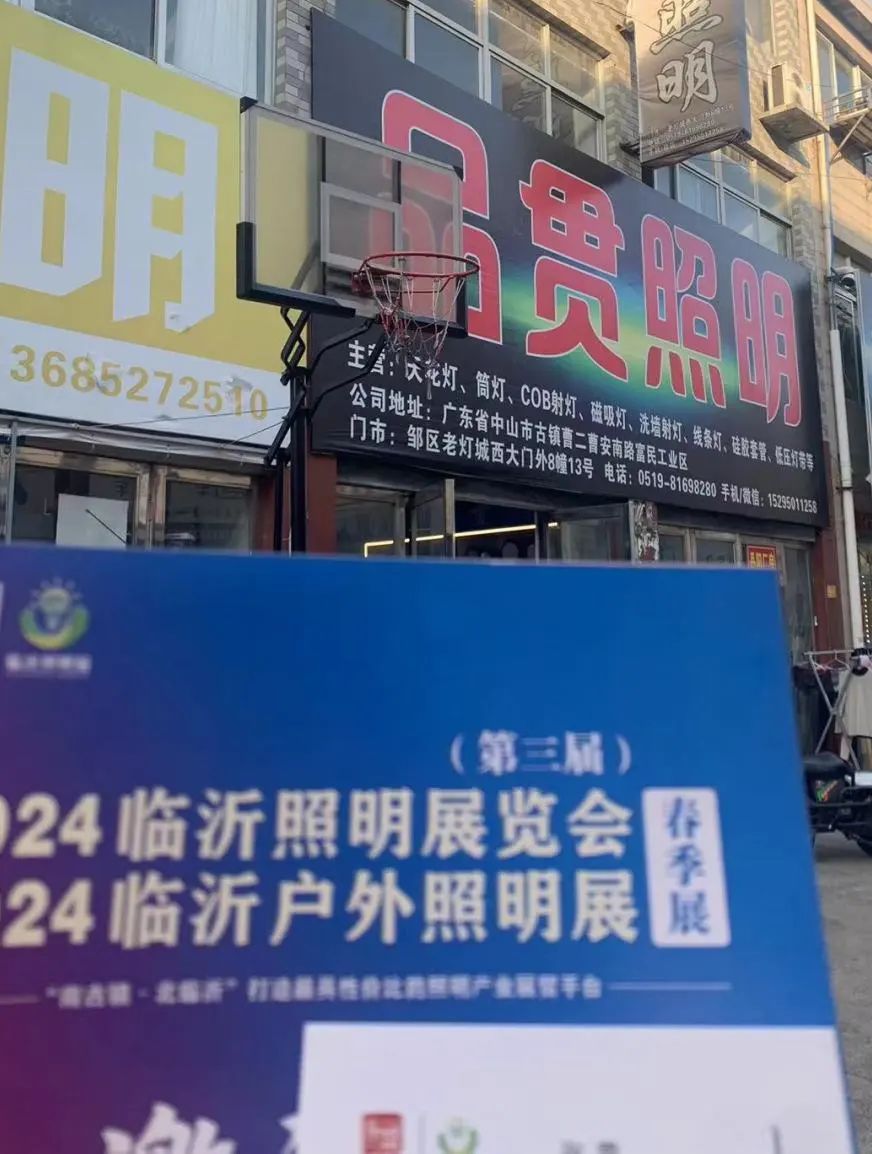 照明
明
3685272510
品贯照明
主营：天花灯、筒灯、COB射灯、磁吸灯、洗墙射灯、线条灯、硅胶套管、低压灯带等
公司地址：广东省中山市古镇曹二曹安南路富民工业区
门市：邹区老灯城西大门外8幢13号 电话：0519-81698280 手机/微信：15295011258
（第三届）
2024临沂照明展览会
2024临沂户外照明展
春季展
“南古镇·北临沂”打造最具性价比的照明产业展贸平台
邀